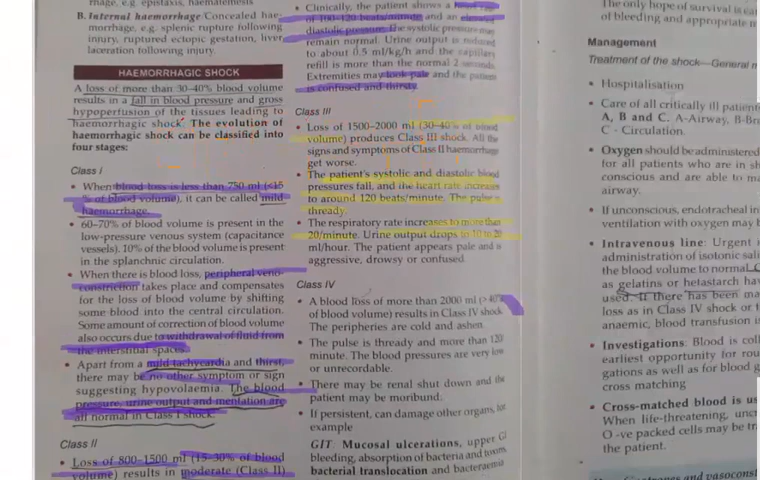 rhage, e.g. epistaxis, haematemesis
B. Internal haemorrhage Concealed hae-
morrhage, e.g. splenic rupture following
injury, ruptured ectopic gestation, liver
laceration following injury.
HAEMORRHAGIC SHOCK
A loss of more than 30–40% blood volume
results in a fall in blood pressure and gross
hypoperfusion of the tissues leading to
haemorrhagic shock. The evolution of
haemorrhagic shock can be classified into
four stages:
Class I
• When blood loss is less than 750 ml (<15
% of blood volume), it can be called mild
haemorrhage.
• 60–70% of blood volume is present in the
low-pressure venous system (capacitance
vessels). 10% of the blood volume is present
in the splanchnic circulation.
• When there is blood loss, peripheral veno-
constriction takes place and compensates
for the loss of blood volume by shifting
some blood into the central circulation.
Some amount of correction of blood volume
also occurs due to withdrawal of fluid from
the interstitial spaces.
• Apart from a mild tachycardia and thirst,
there may be no other symptom or sign
suggesting hypovolaemia. The blood
pressure, urine output and mentation are
all normal in Class I shock.
Class II
• Loss of 800–1500 ml (15–30% of blood
volume) results in moderate (Class II)
• Clinically, the patient shows a
of 100–120 beats/minute and an
diastolic pressure. The systolic pressure may
remain normal. Urine output is reduced
to about 0.5 ml/kg/h and the capillary
refill is more than the normal 2 seconds.
Extremities may look pale and the patient
is confused and thirsty.
Class III
• Loss of 1500–2000 ml (30–40% of blood
volume) produces Class III shock. All the
signs and symptoms of Class II haemorrhage
get worse.
• The patient's systolic and diastolic blood
pressures fall, and the heart rate increases
to around 120 beats/minute. The pulse is
thready.
• The respiratory rate increases to more than
20/minute. Urine output drops to 10 to 20
ml/hour. The patient appears pale and is
aggressive, drowsy or confused.
Class IV
• A blood loss of more than 2000 ml (>40%
of blood volume) results in Class IV shock.
The peripheries are cold and ashen.
• The pulse is thready and more than 120
minute. The blood pressures are very low
or unrecordable.
• There may be renal shut down and the
patient may be moribund.
• If persistent, can damage other organs, for
example
GIT: Mucosal ulcerations, upper GI
bleeding, absorption of bacteria and toxins,
bacterial translocation and bacteraemia
The only hope of survival is
of bleeding and appropriate
Management
Treatment of the shock—General
• Hospitalisation
• Care of all critically ill
A, B and C. A-Airway,
C - Circulation.
• Oxygen should be administered
for all patients who are in
conscious and are able to
airway.
• If unconscious, endotracheal
ventilation with oxygen may
• Intravenous line: Urgent
administration of isotonic
the blood volume to normal.
as gelatins or hetastarch
used. If there has been
loss as in Class IV shock or
anaemic, blood transfusion
• Investigations: Blood is
earliest opportunity for
gations as well as for blood
cross matching
• Cross-matched blood is
When life-threatening,
O -ve packed cells may be
the patient.